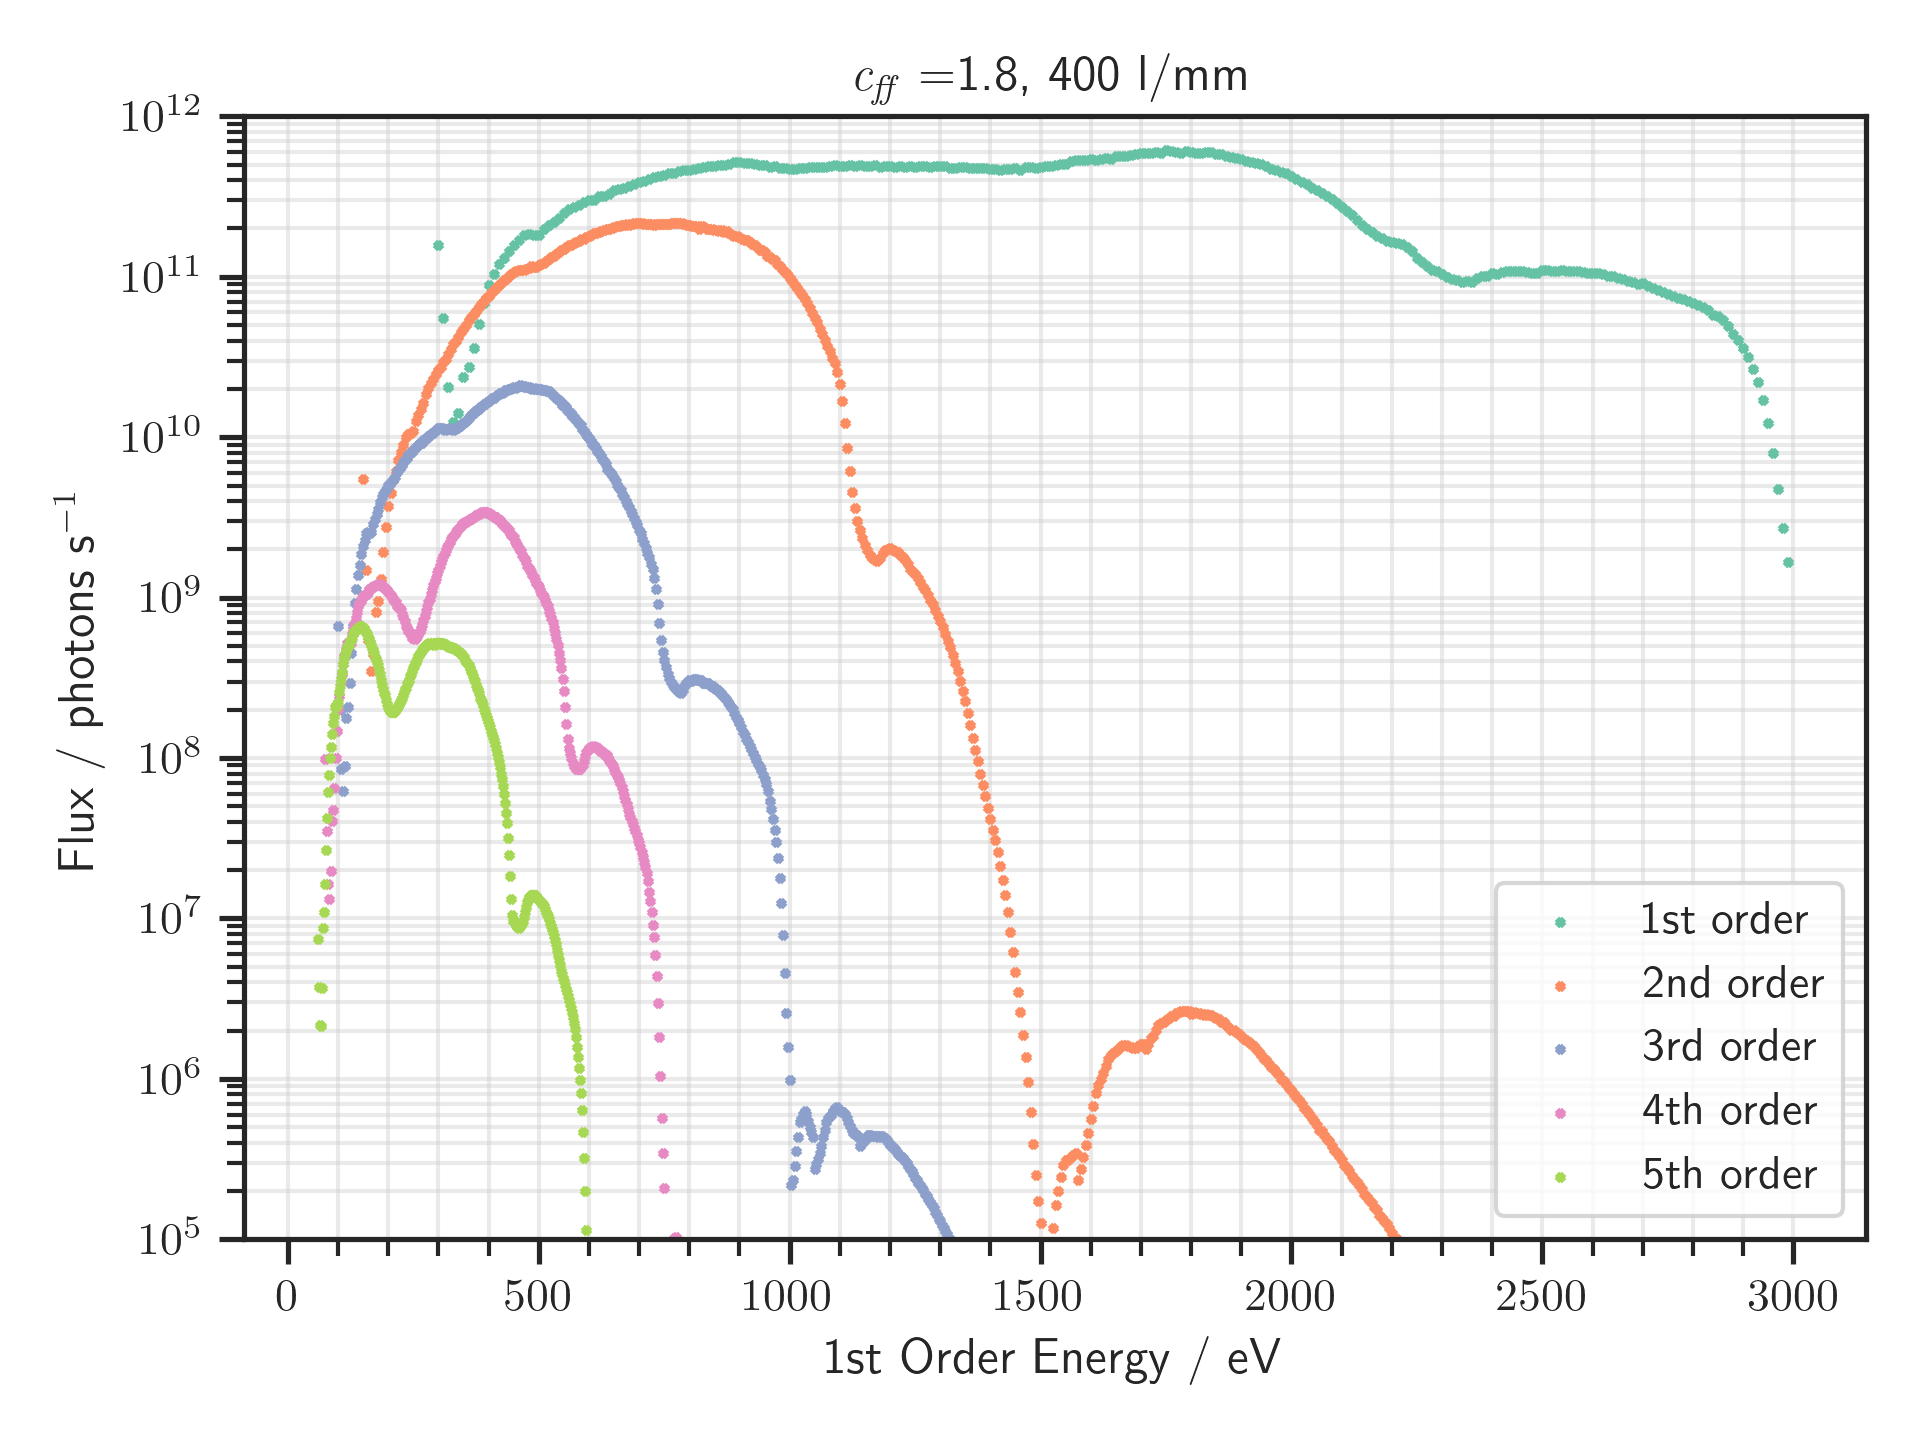 c_ff =1.8, 400 l/mm
10^12
10^11
10^10
10^9
10^8
10^7
10^6
10^5
Flux / photons s^−1
1st order
2nd order
3rd order
4th order
5th order
0 500 1000 1500 2000 2500 3000
1st Order Energy / eV